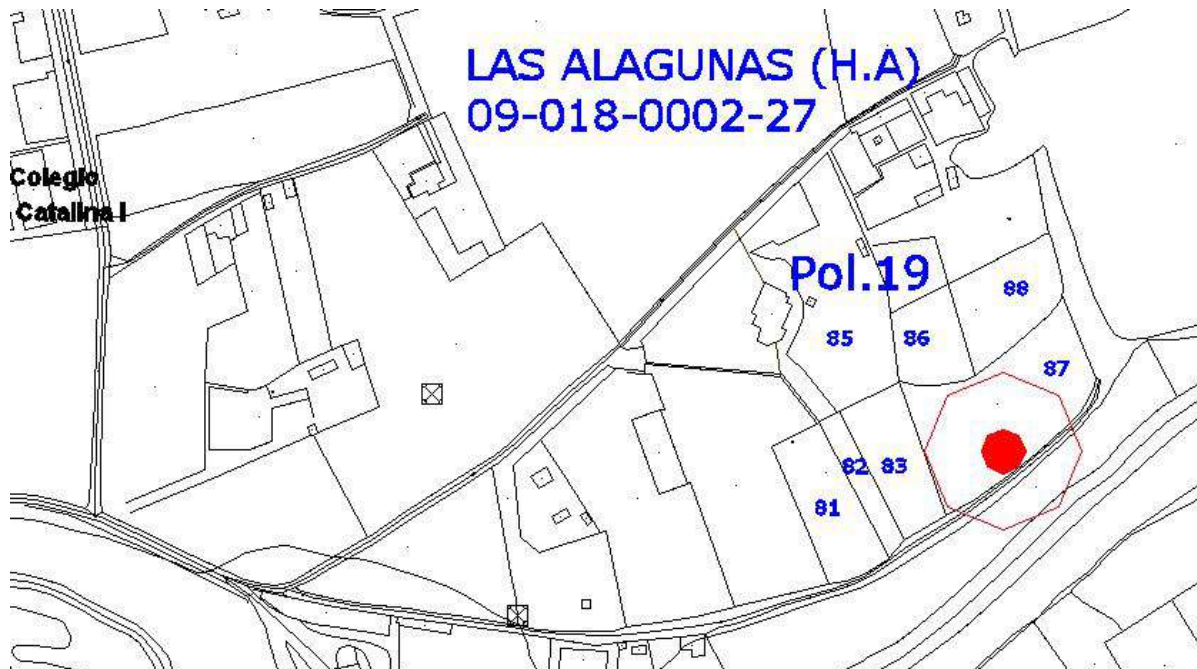 LAS ALAGUNAS (H.A)
09-018-0002-27
Colegio
Catalina I
Pol.19
88
85
86
87
82
83
81